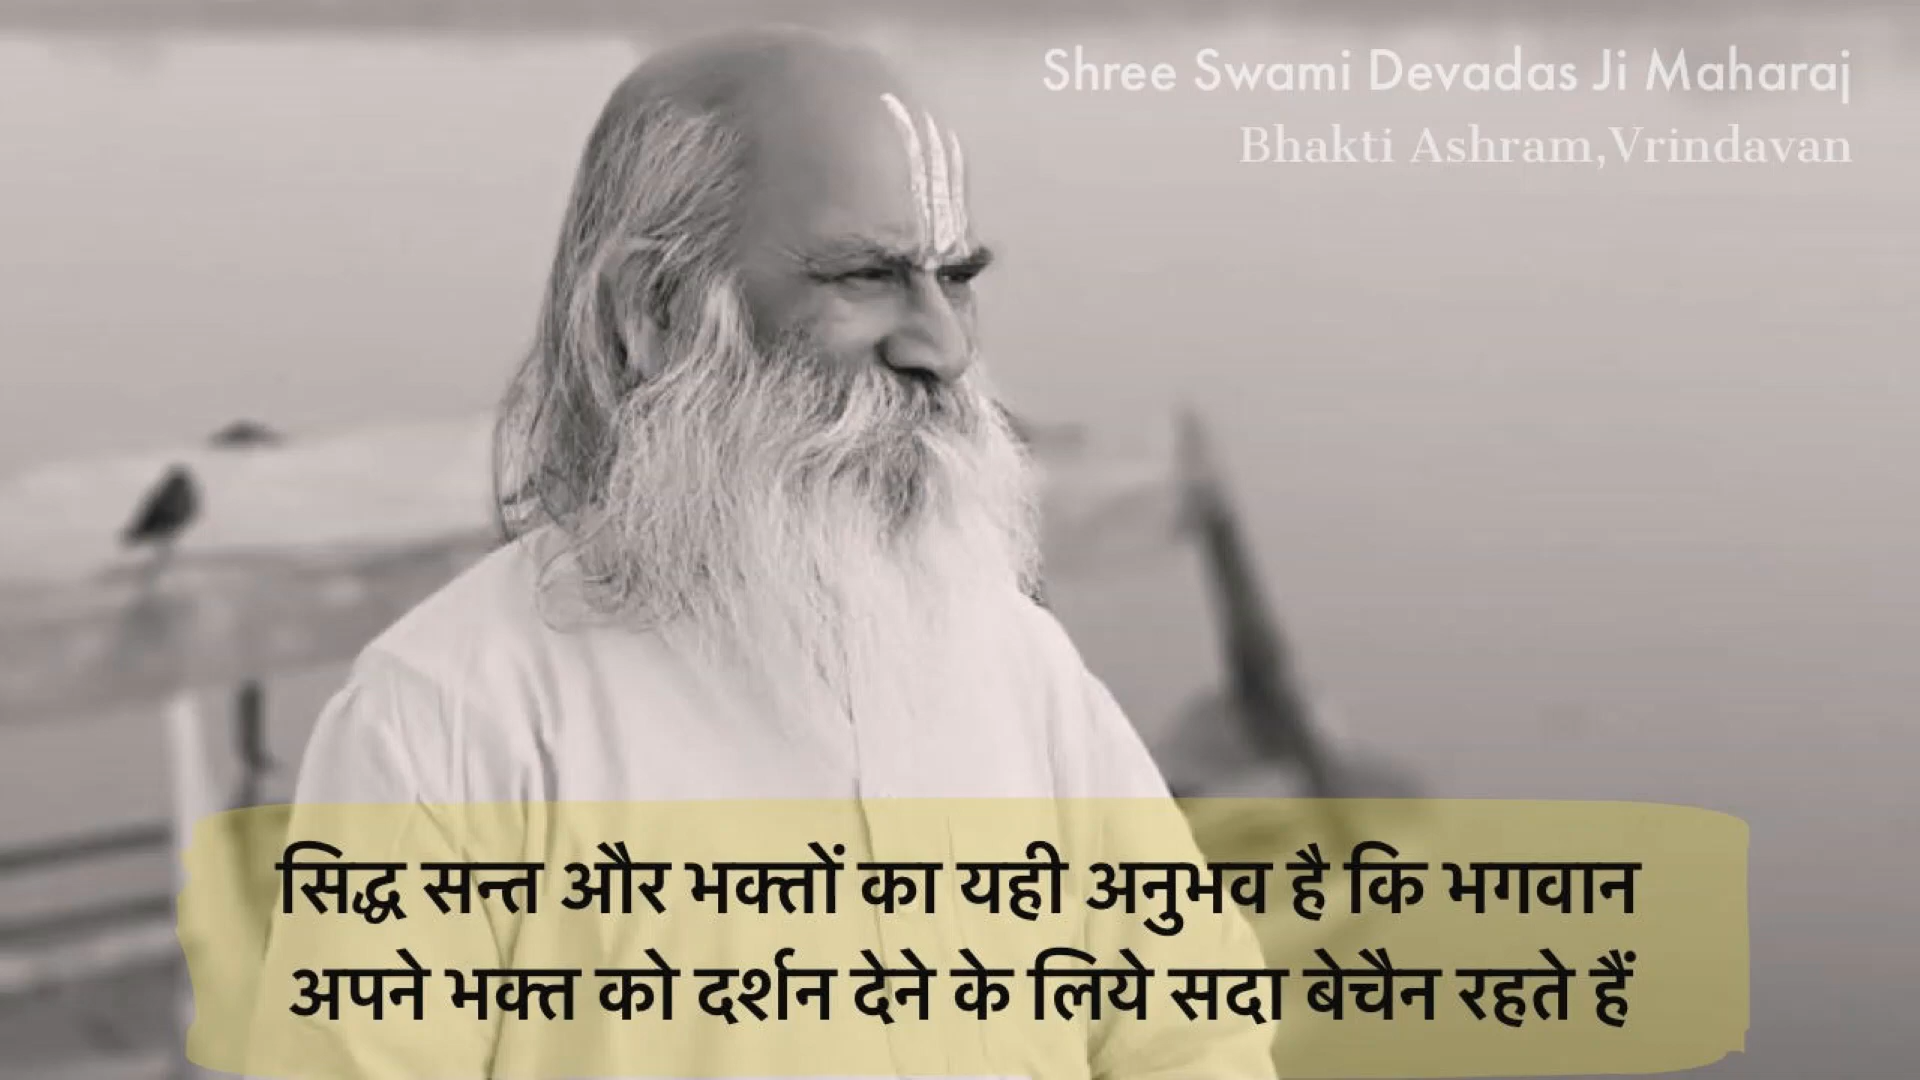 Shree Swami Devadas Ji Maharaj
Bhakti Ashram,Vrindavan
सिद्ध सन्त और भक्तों का यही अनुभव है कि भगवान
अपने भक्त को दर्शन देने के लिये सदा बेचैन रहते हैं